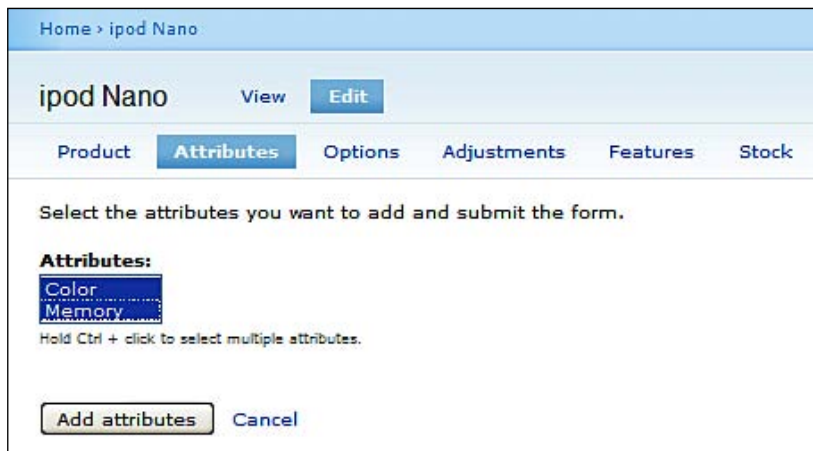 Home › ipod Nano
ipod Nano View Edit
Product Attributes Options Adjustments Features Stock
Select the attributes you want to add and submit the form.
Attributes:
Color
Memory
Hold Ctrl + click to select multiple attributes.
Add attributes Cancel